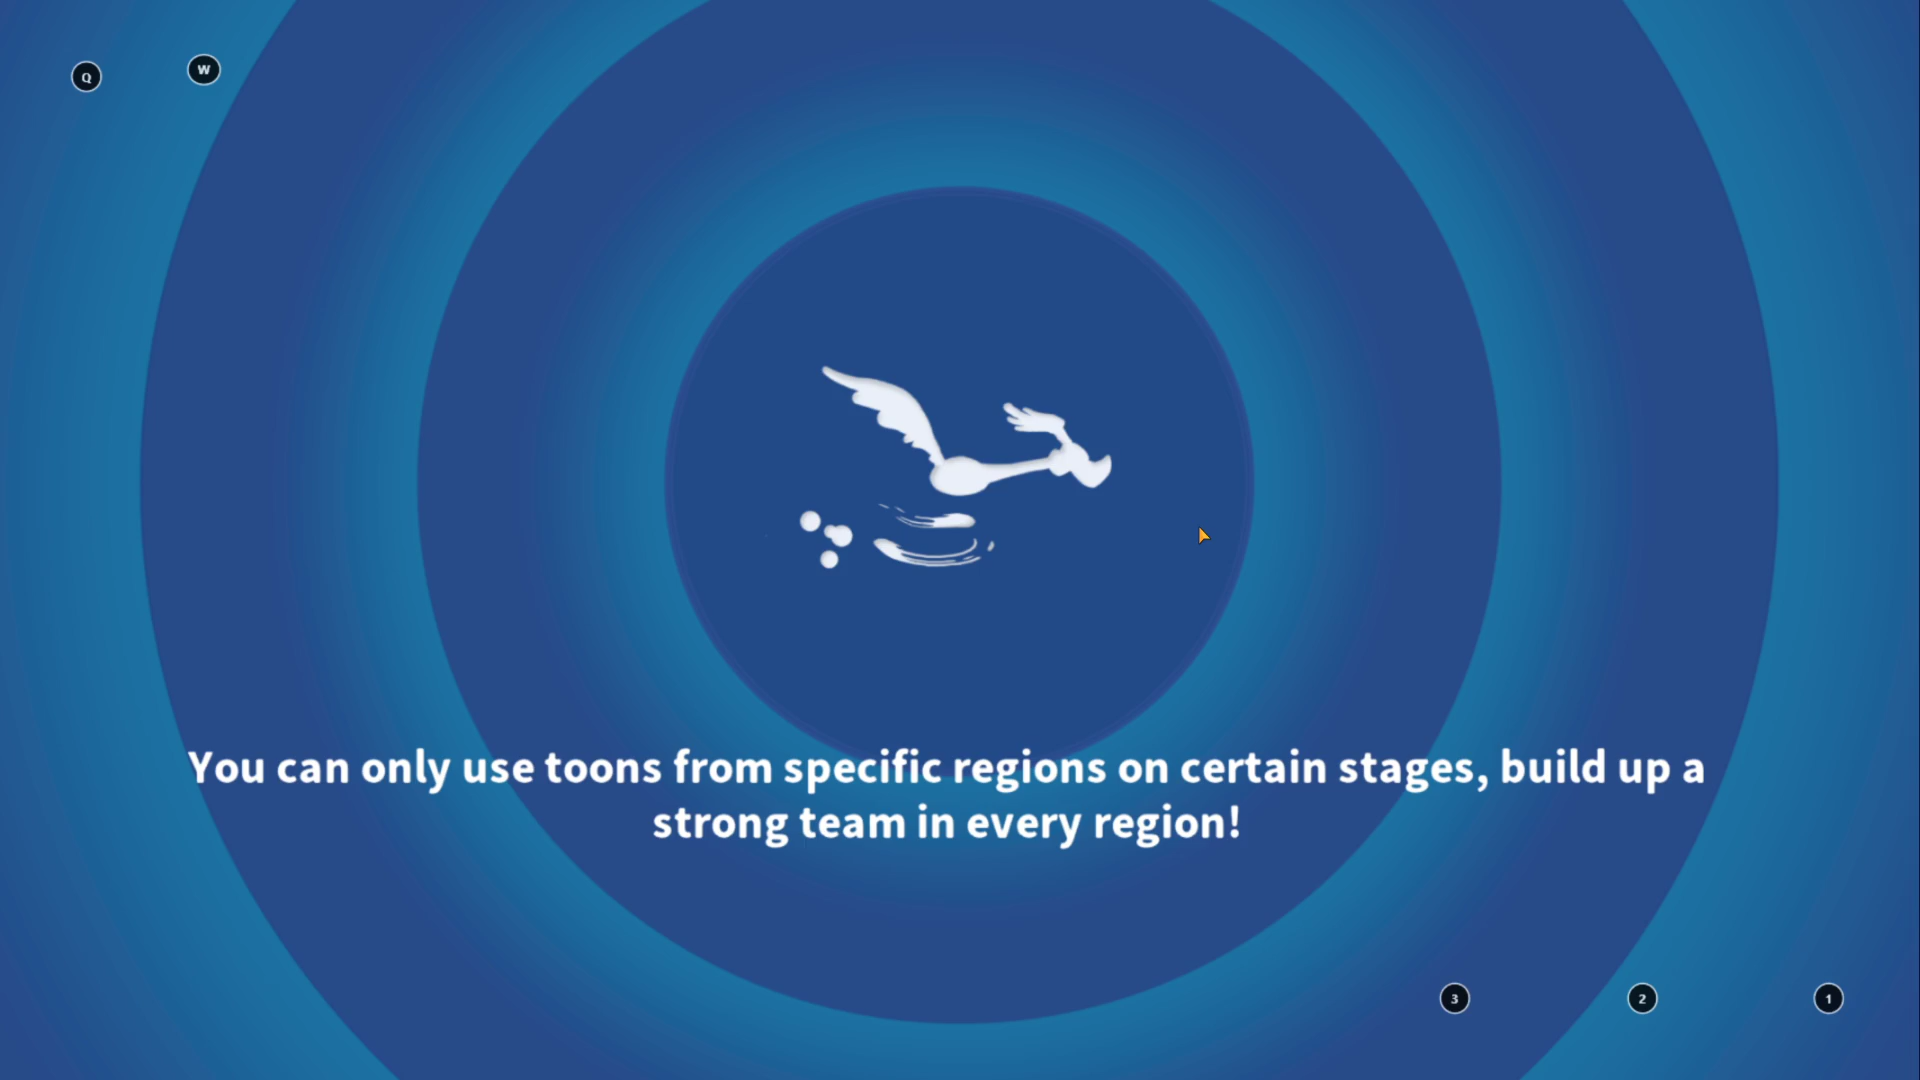 Q W
You can only use toons from specific regions on certain stages, build up a
strong team in every region!
3 2 1